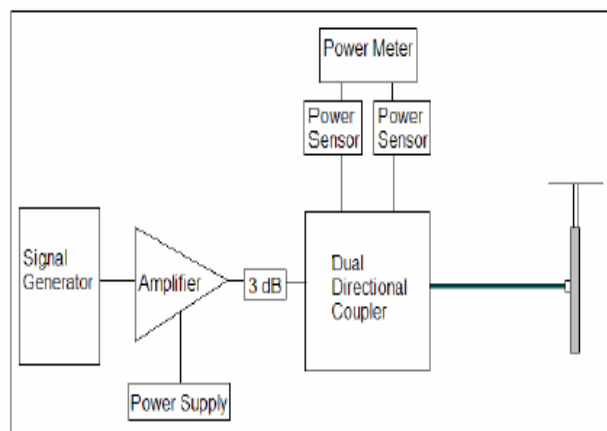 Power Meter
Power
Sensor
Power
Sensor
Signal
Generator
Amplifier
3 dB
Dual
Directional
Coupler
Power Supply